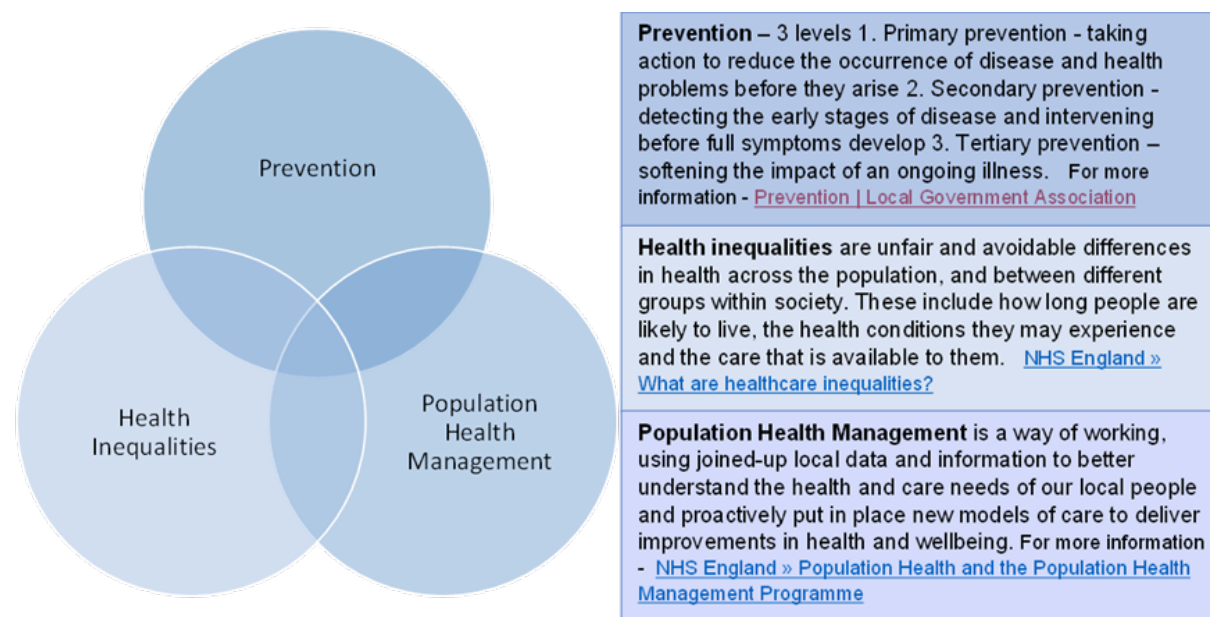 Prevention
Health
Inequalities
Population
Health
Management
Prevention – 3 levels 1. Primary prevention - taking
action to reduce the occurrence of disease and health
problems before they arise 2. Secondary prevention -
detecting the early stages of disease and intervening
before full symptoms develop 3. Tertiary prevention –
softening the impact of an ongoing illness. For more
information - Prevention | Local Government Association
Health inequalities are unfair and avoidable differences
in health across the population, and between different
groups within society. These include how long people are
likely to live, the health conditions they may experience
and the care that is available to them. NHS England »
What are healthcare inequalities?
Population Health Management is a way of working,
using joined-up local data and information to better
understand the health and care needs of our local people
and proactively put in place new models of care to deliver
improvements in health and wellbeing. For more information
- NHS England » Population Health and the Population Health
Management Programme